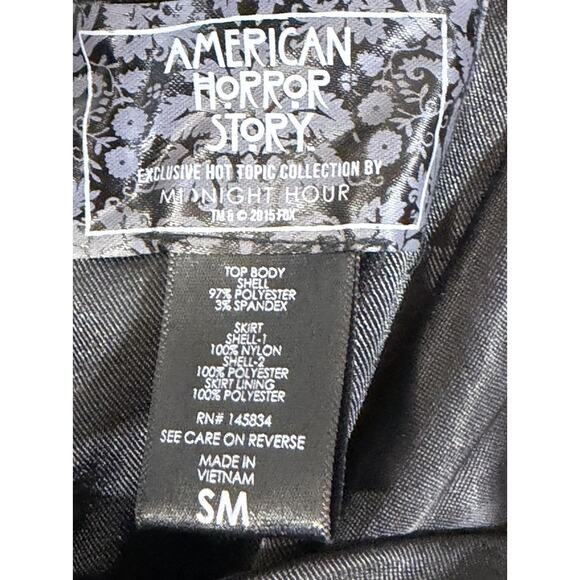 AMERICAN
HORROR
STORY™
EXCLUSIVE HOT TOPIC COLLECTION BY
MIDNIGHT HOUR
TM & © 2015 FOX
TOP BODY
SHELL
97% POLYESTER
3% SPANDEX
SKIRT
SHELL-1
100% NYLON
SHELL-2
100% POLYESTER
SKIRT LINING
100% POLYESTER
RN# 145834
SEE CARE ON REVERSE
MADE IN
VIETNAM
SM